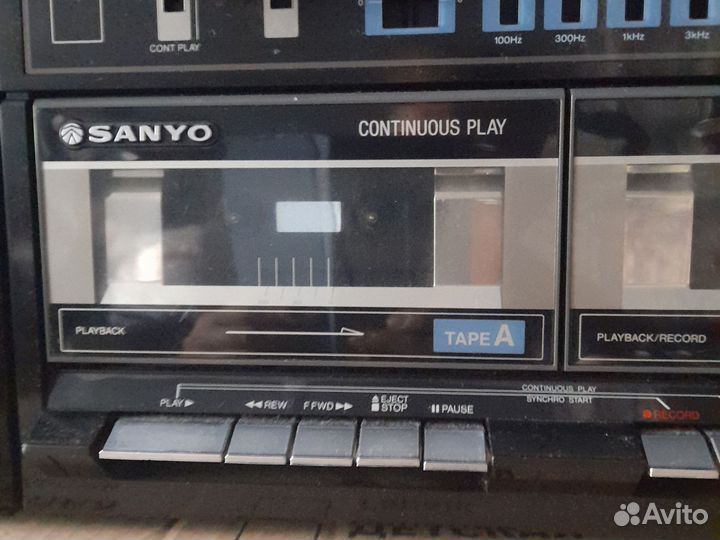 CONT PLAY
100Hz 300Hz 1kHz 3kHz
SANYO
CONTINUOUS PLAY
PLAYBACK
TAPE A
PLAYBACK/RECORD
CONTINUOUS PLAY
SYNCHRO START
PLAY▶ ◀◀REW F FWD▶▶ ▲EJECT
■STOP ▮▮PAUSE
●RECORD
Avito